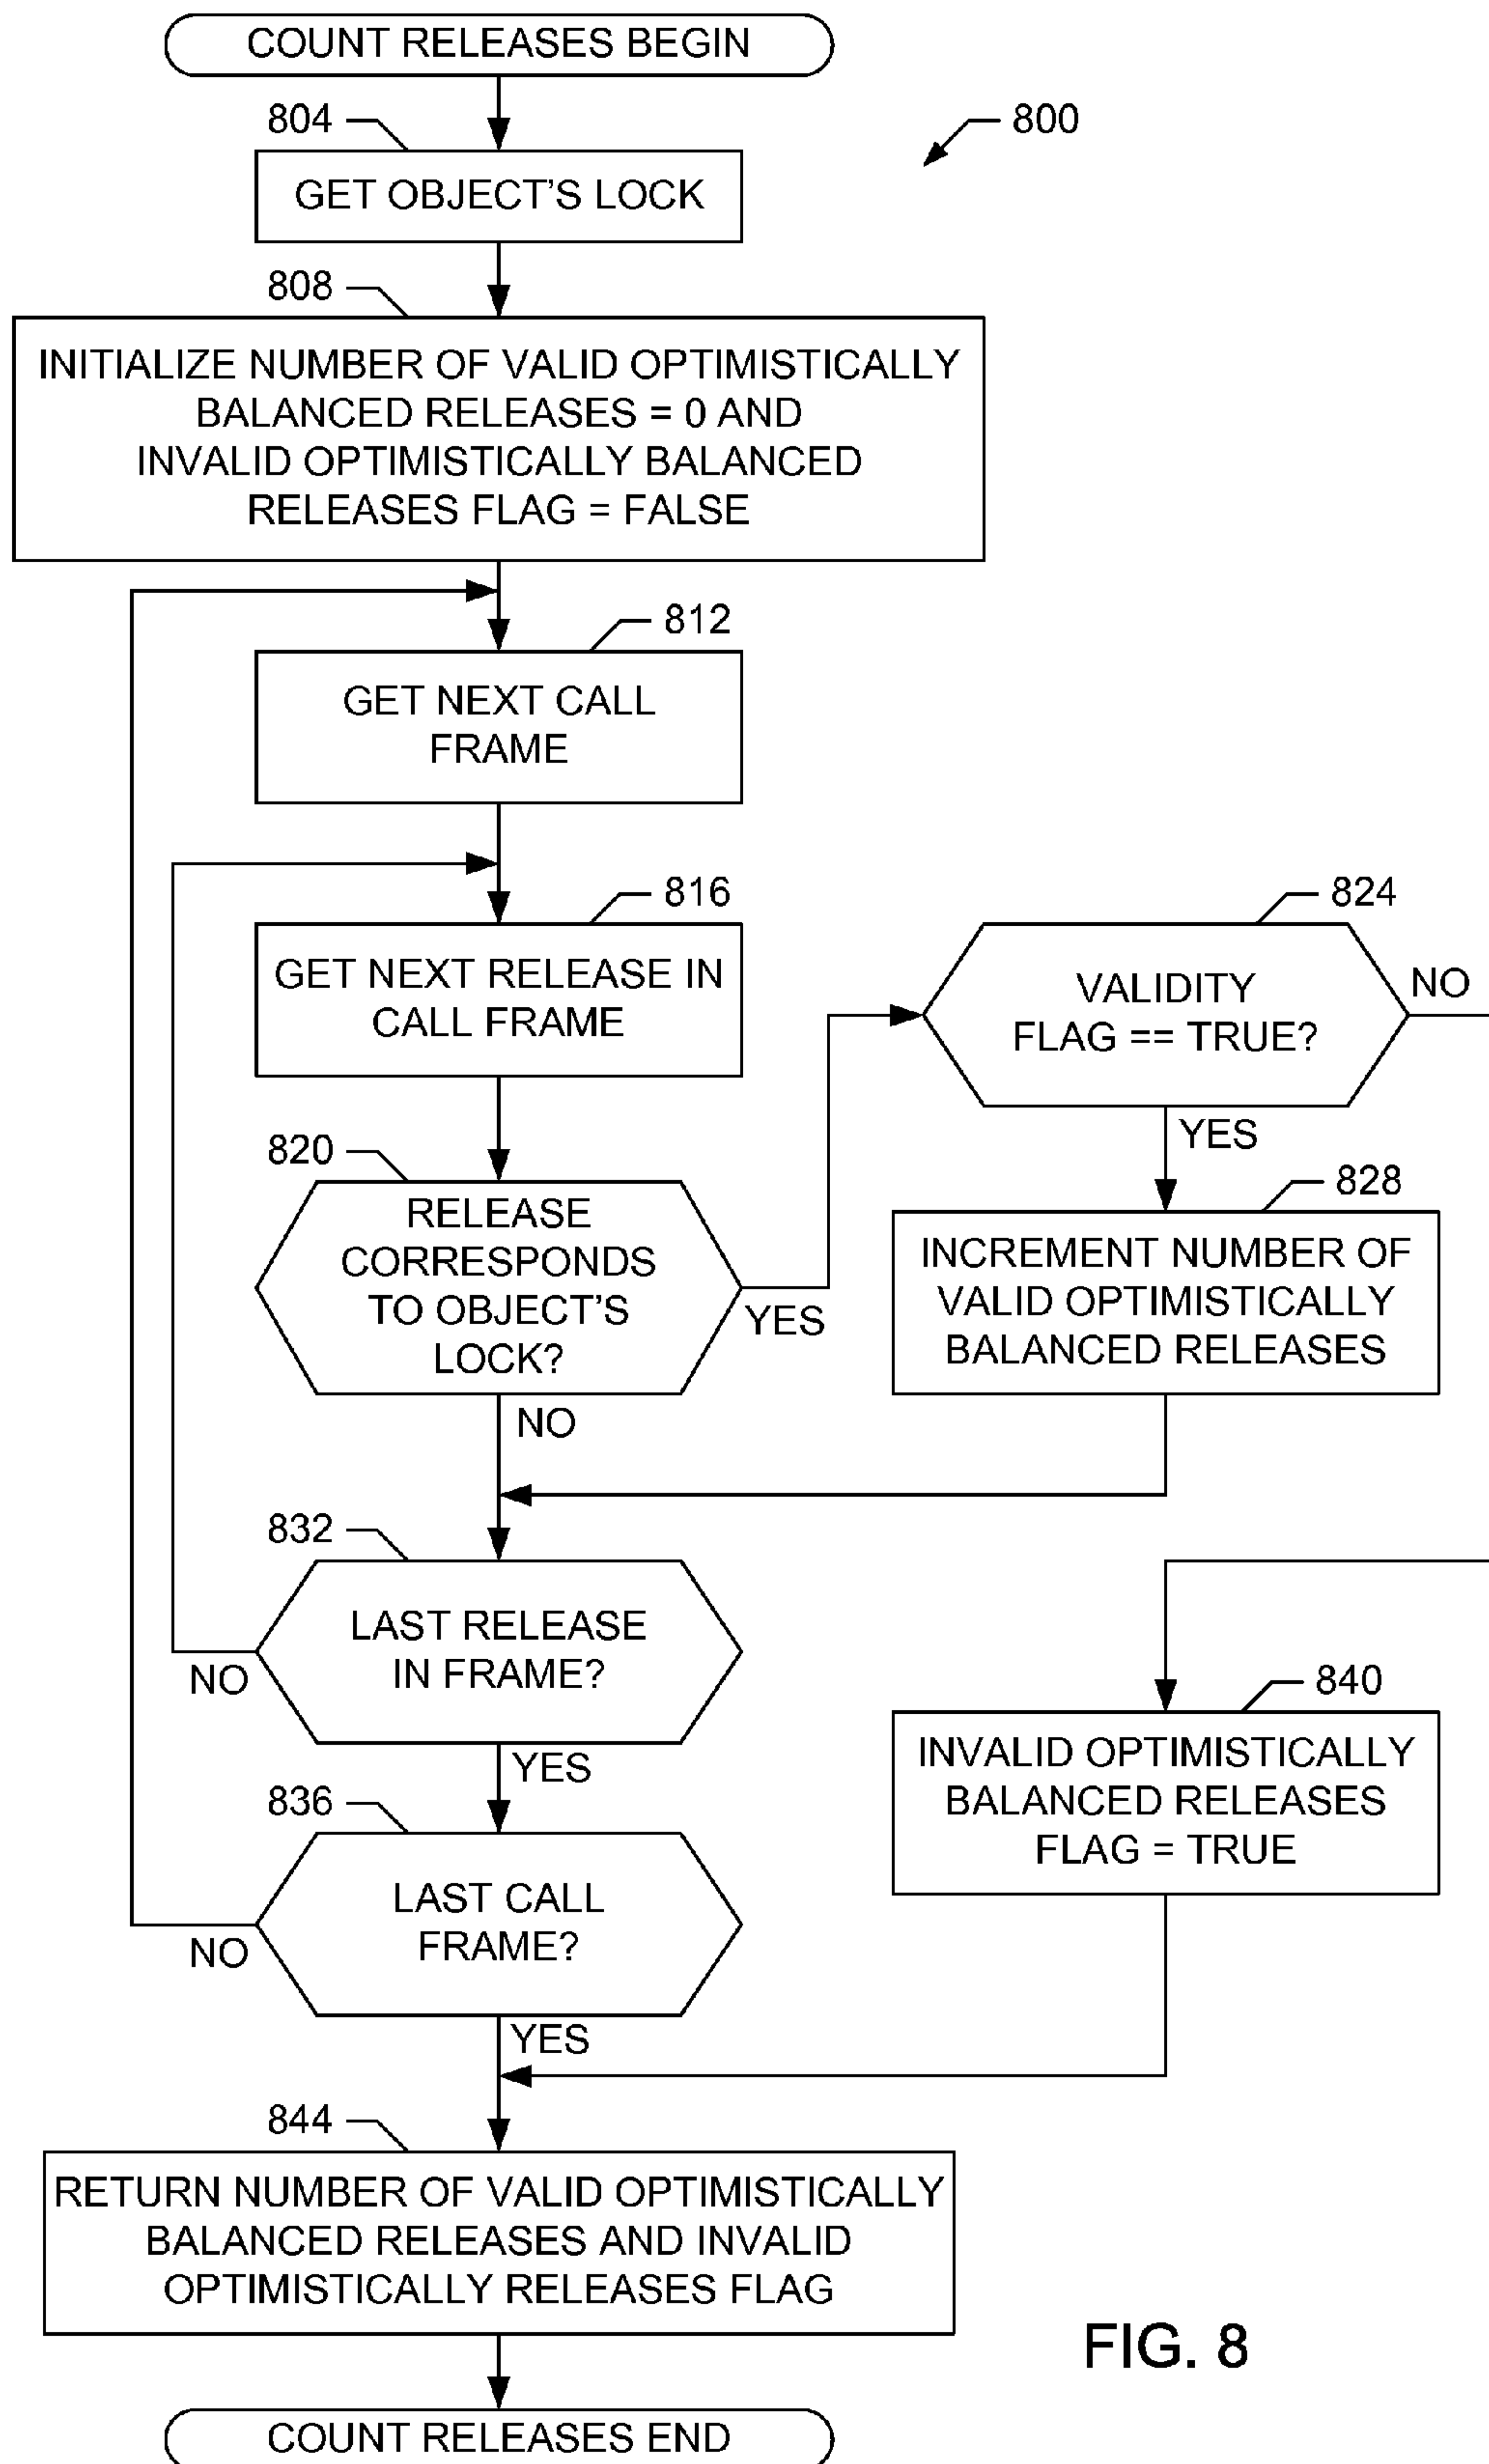 COUNT RELEASES BEGIN
804
800
GET OBJECT'S LOCK
808
INITIALIZE NUMBER OF VALID OPTIMISTICALLY
BALANCED RELEASES = 0 AND
INVALID OPTIMISTICALLY BALANCED
RELEASES FLAG = FALSE
812
GET NEXT CALL
FRAME
816
GET NEXT RELEASE IN
CALL FRAME
824
VALIDITY
FLAG == TRUE?
NO
YES
820
RELEASE
CORRESPONDS
TO OBJECT'S
LOCK?
YES
NO
828
INCREMENT NUMBER OF
VALID OPTIMISTICALLY
BALANCED RELEASES
832
LAST RELEASE
IN FRAME?
NO
YES
840
INVALID OPTIMISTICALLY
BALANCED RELEASES
FLAG = TRUE
836
LAST CALL
FRAME?
NO
YES
844
RETURN NUMBER OF VALID OPTIMISTICALLY
BALANCED RELEASES AND INVALID
OPTIMISTICALLY RELEASES FLAG
COUNT RELEASES END
FIG. 8